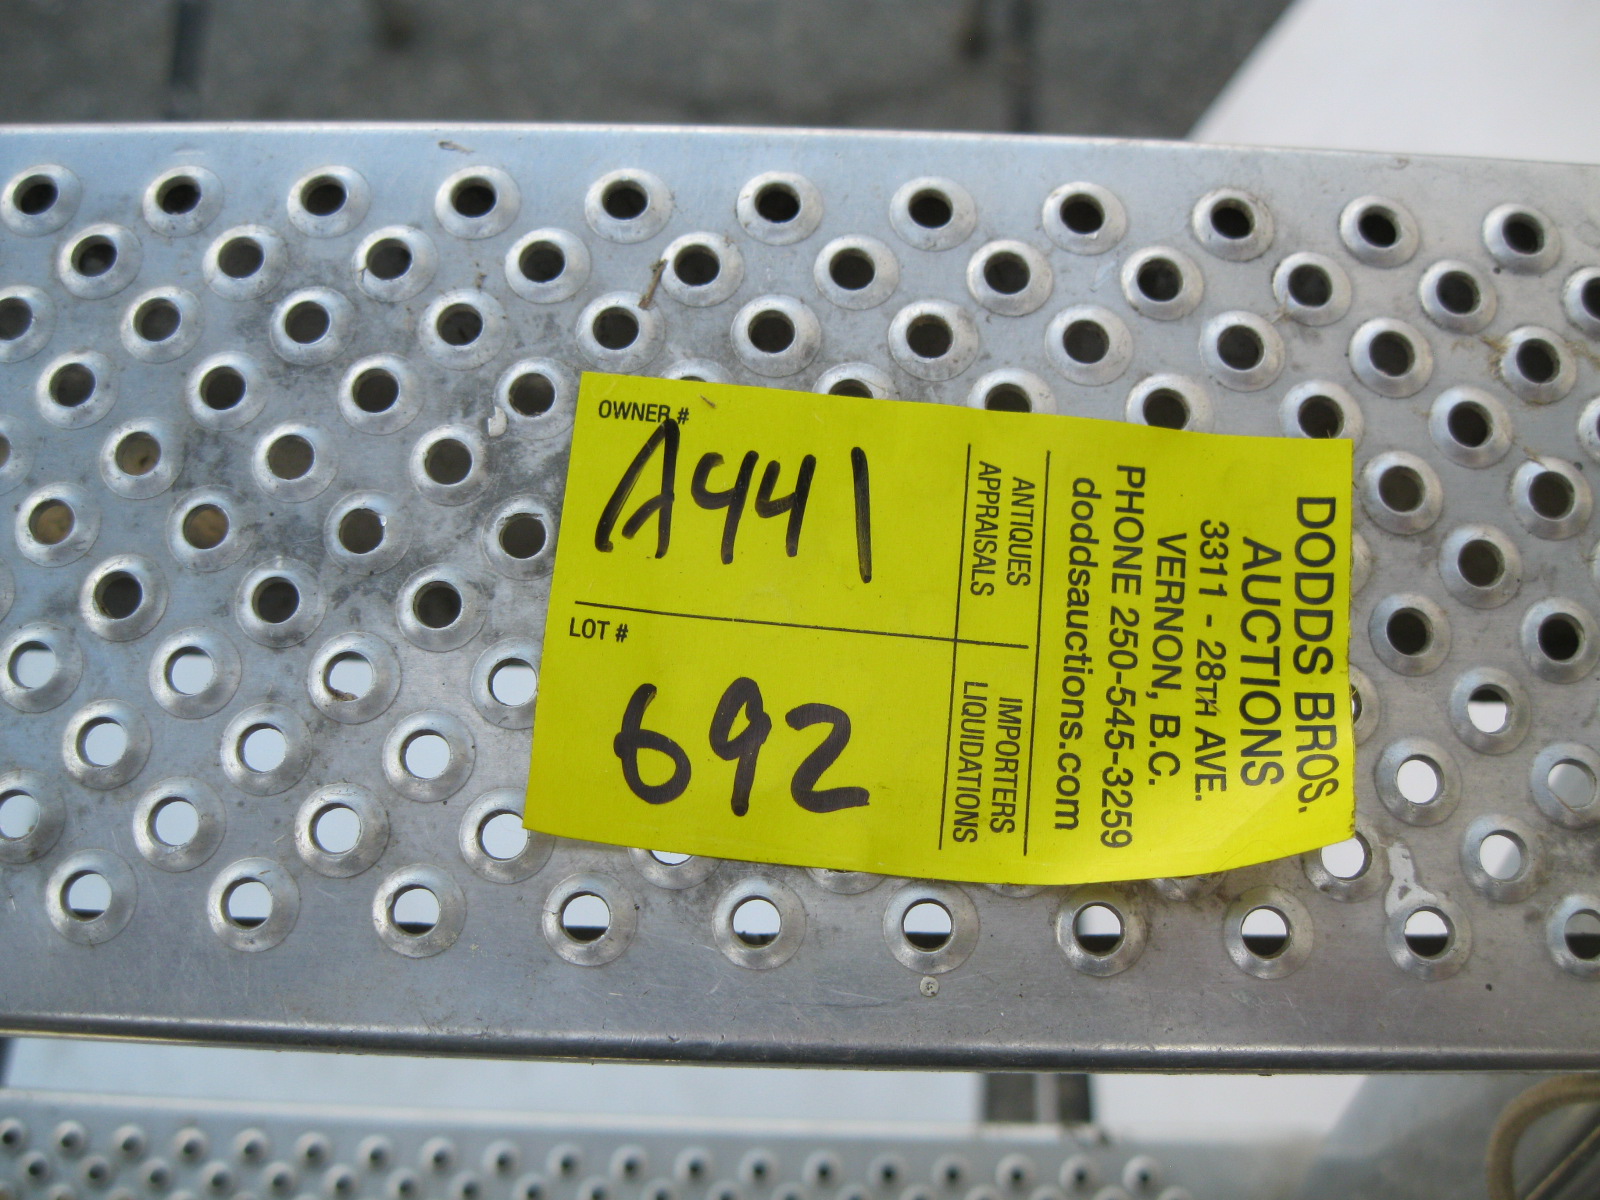 OWNER #
A441
LOT #
692
DODDS BROS.
AUCTIONS
3311 - 28TH AVE.
VERNON, B.C.
PHONE 250-545-3259
doddsauctions.com
ANTIQUES
APPRAISALS
IMPORTERS
LIQUIDATIONS